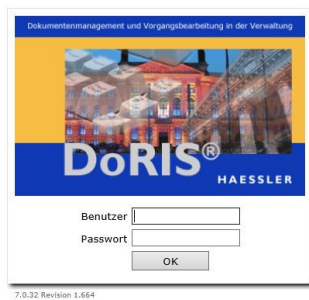 Dokumentenmanagement und Vorgangsbearbeitung in der Verwaltung
DoRIS®
HAESSLER
Benutzer
Passwort
OK
7.0.32 Revision 1.664